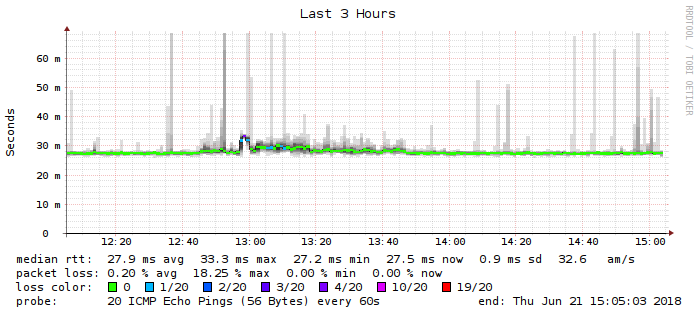 Last 3 Hours
RRDTOOL / TOBI OETIKER
Seconds
60 m
50 m
40 m
30 m
20 m
10 m
0
12:20 12:40 13:00 13:20 13:40 14:00 14:20 14:40 15:00
median rtt: 27.9 ms avg 33.3 ms max 27.2 ms min 27.5 ms now 0.9 ms sd 32.6 am/s
packet loss: 0.20 % avg 18.25 % max 0.00 % min 0.00 % now
loss color: 0 1/20 2/20 3/20 4/20 10/20 19/20
probe: 20 ICMP Echo Pings (56 Bytes) every 60s end: Thu Jun 21 15:05:03 2018